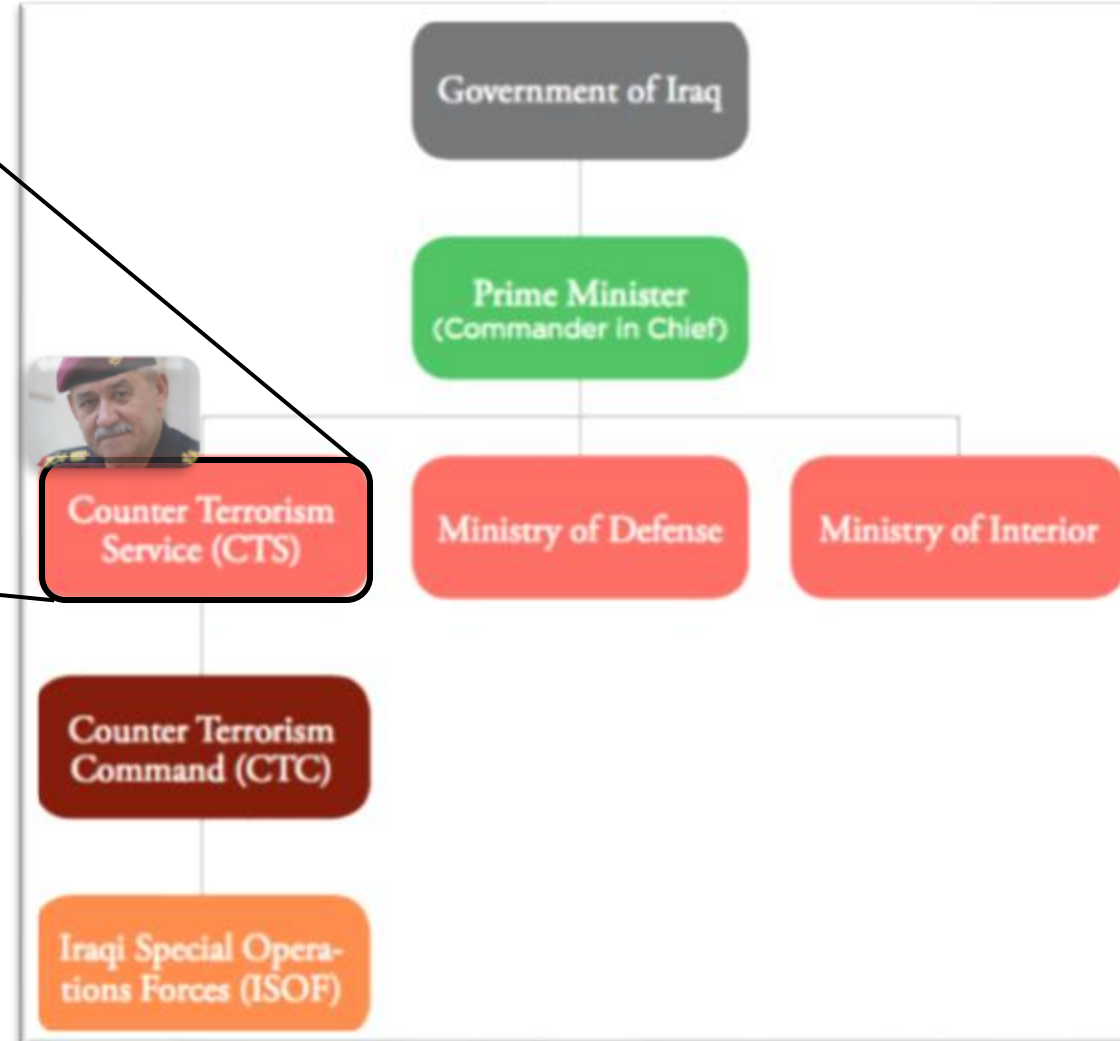 Government of Iraq
Prime Minister
(Commander in Chief)
Counter Terrorism
Service (CTS)
Ministry of Defense
Ministry of Interior
Counter Terrorism
Command (CTC)
Iraqi Special Opera-
tions Forces (ISOF)